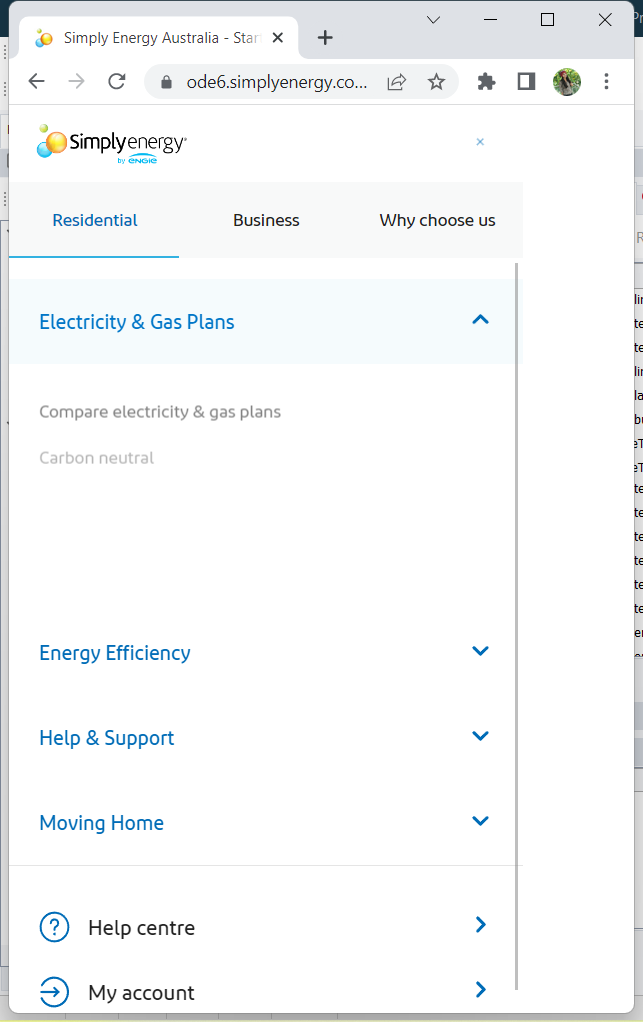 Simply Energy Australia - Star
ode6.simplyenergy.co...
Simplyenergy
by ENGIE
Residential
Business
Why choose us
Electricity & Gas Plans
Compare electricity & gas plans
Carbon neutral
Energy Efficiency
Help & Support
Moving Home
Help centre
My account